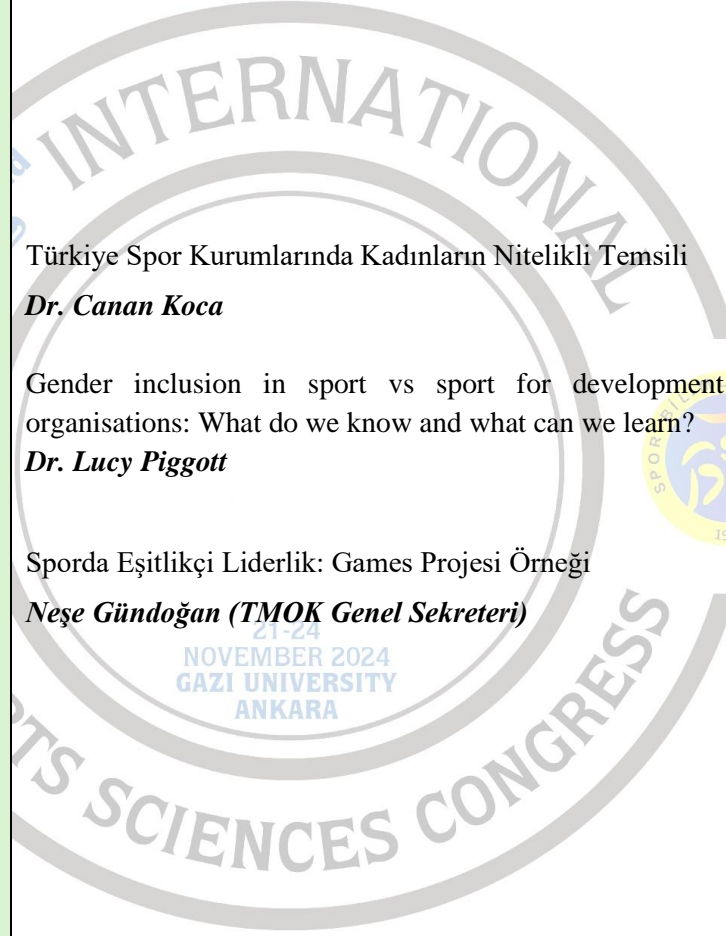 INTERNATIONAL
Türkiye Spor Kurumlarında Kadınların Nitelikli Temsili
Dr. Canan Koca
Gender inclusion in sport vs sport for development
organisations: What do we know and what can we learn?
Dr. Lucy Piggott
Sporda Eşitlikçi Liderlik: Games Projesi Örneği
Neşe Gündoğan (TMOK Genel Sekreteri)
21-24
NOVEMBER 2024
GAZI UNIVERSITY
ANKARA
SCIENCES CONGRESS